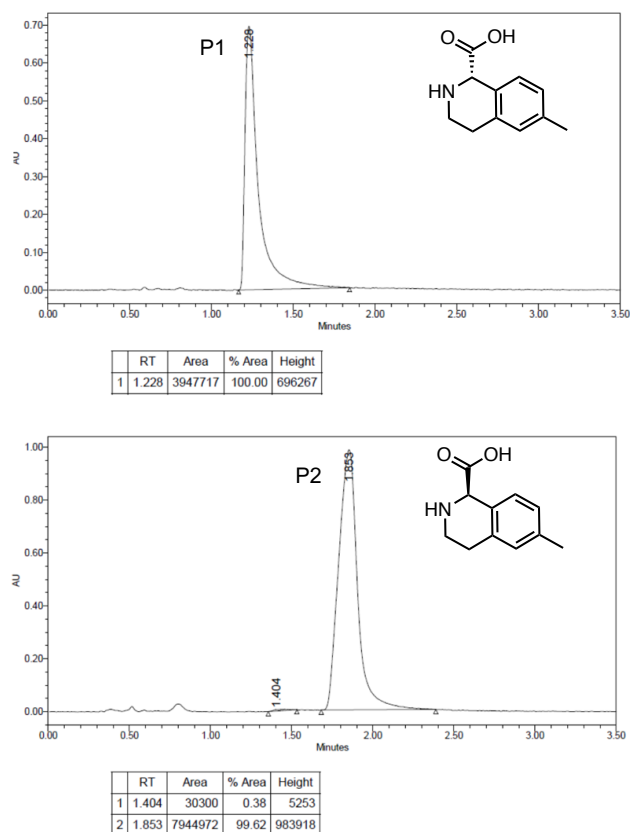 0.70
0.60
0.50
0.40
0.30
0.20
0.10
0.00
AU
P1
1.228
O OH
HN
0.00 0.50 1.00 1.50 2.00 2.50 3.00 3.50
Minutes
RT Area % Area Height
1 1.228 3947717 100.00 696267
1.00
0.80
0.60
0.40
0.20
0.00
AU
P2
1.404
1.853
O OH
HN
0.00 0.50 1.00 1.50 2.00 2.50 3.00 3.50
Minutes
RT Area % Area Height
1 1.404 30300 0.38 5253
2 1.853 7944972 99.62 983918